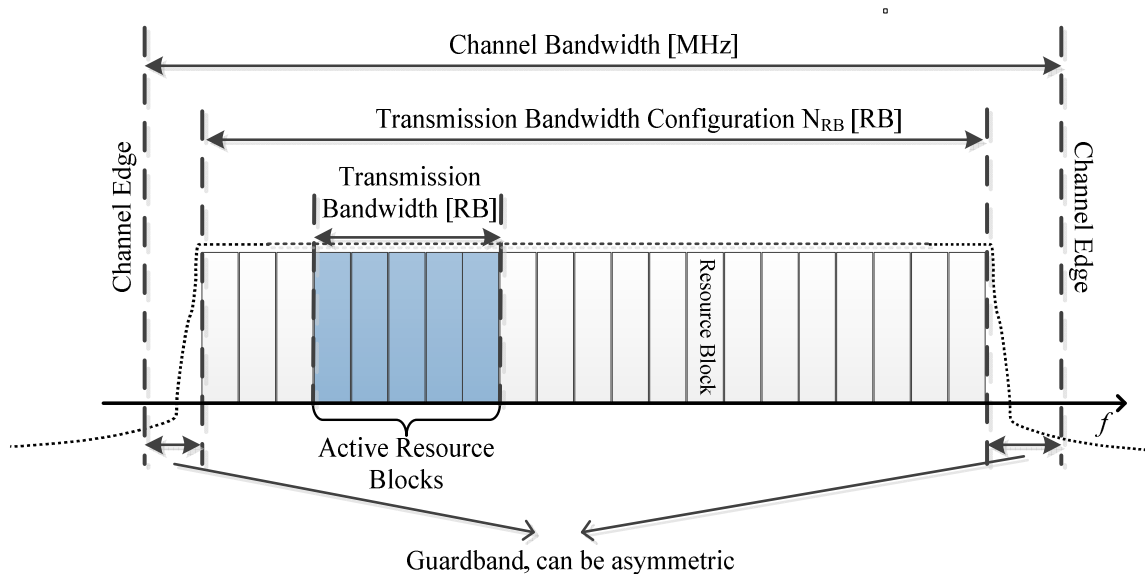 Channel Bandwidth [MHz]
Transmission Bandwidth Configuration N_RB [RB]
Channel Edge
Transmission
Bandwidth [RB]
Resource Block
Channel Edge
f
Active Resource
Blocks
Guardband, can be asymmetric